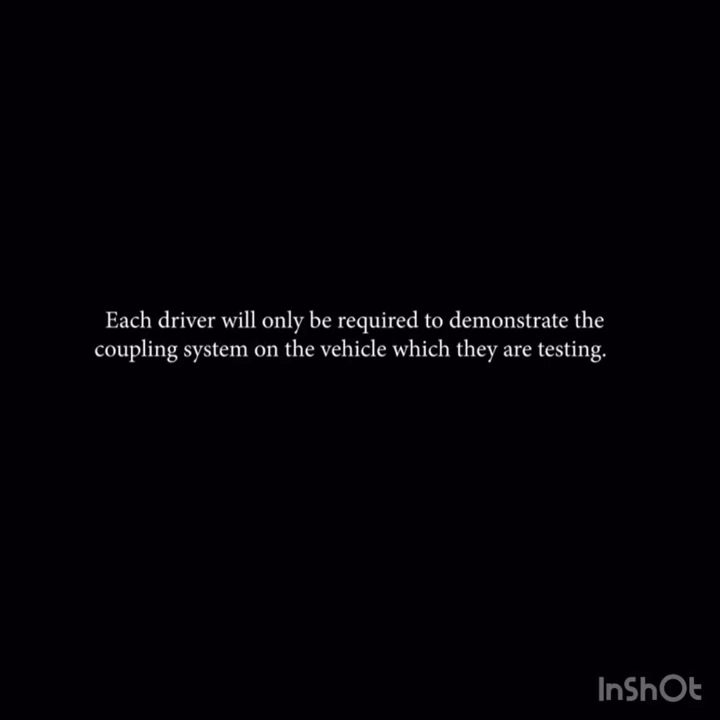 Each driver will only be required to demonstrate the
coupling system on the vehicle which they are testing.
InShOt